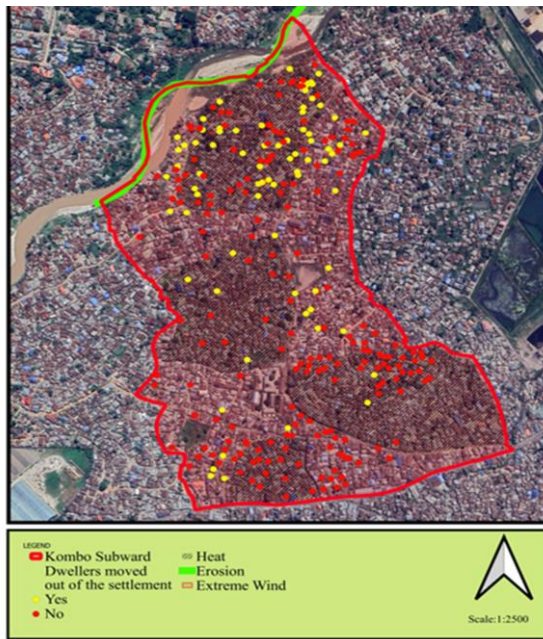 LEGEND
Kombo Subward
Dwellers moved
out of the settlement
Yes
No
Heat
Erosion
Extreme Wind
Scale:1:2500